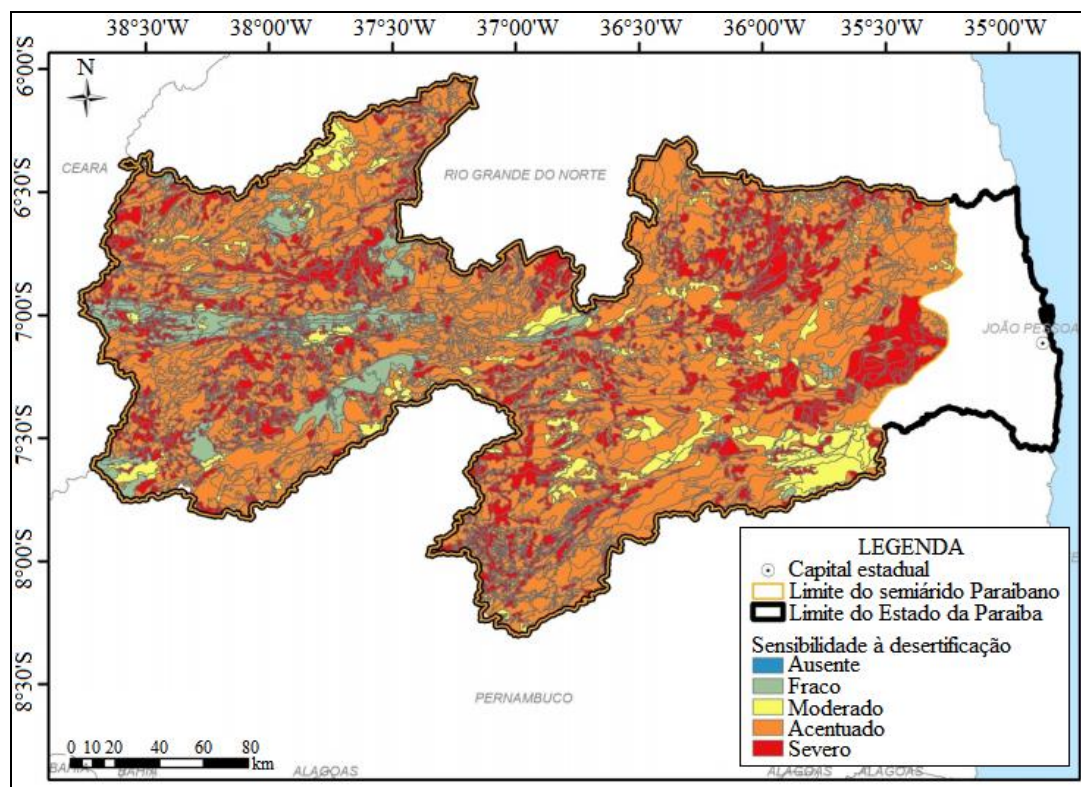 38°30'W 38°00'W 37°30'W 37°00'W 36°30'W 36°00'W 35°30'W 35°00'W
6°00'S
N
CEARA
RIO GRANDE DO NORTE
6°30'S
7°00'S
JOÃO PESSOA
7°30'S
8°00'S
8°30'S
PERNAMBUCO
LEGENDA
Capital estadual
Limite do semiárido Paraibano
Limite do Estado da Paraiba
Sensibilidade à desertificação
Ausente
Fraco
Moderado
Acentuado
Severo
0 10 20 40 60 80
km
BAHIA BAHIA ALAGOAS ALAGOAS ALAGOAS